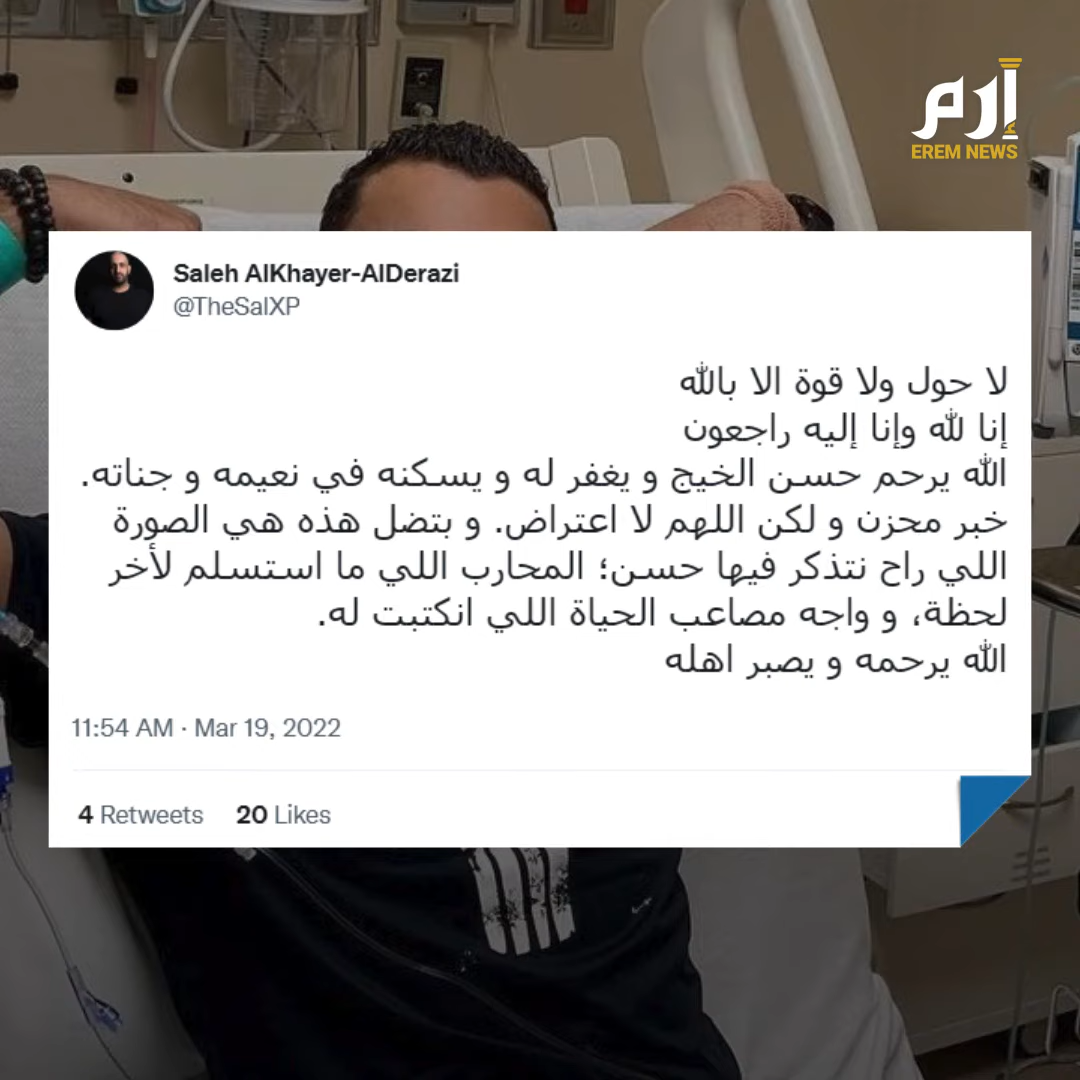 إرم
EREM NEWS
Saleh AlKhayer-AlDerazi
@TheSalXP
لا حول ولا قوة الا بالله
إنا لله وإنا إليه راجعون
الله يرحم حسن الخيج و يغفر له و يسكنه في نعيمه و جناته.
خبر محزن و لكن اللهم لا اعتراض. و بتضل هذه هي الصورة
اللي راح نتذكر فيها حسن؛ المحارب اللي ما استسلم لأخر
لحظة، و واجه مصاعب الحياة اللي انكتبت له.
الله يرحمه و يصبر اهله
11:54 AM · Mar 19, 2022
4 Retweets 20 Likes